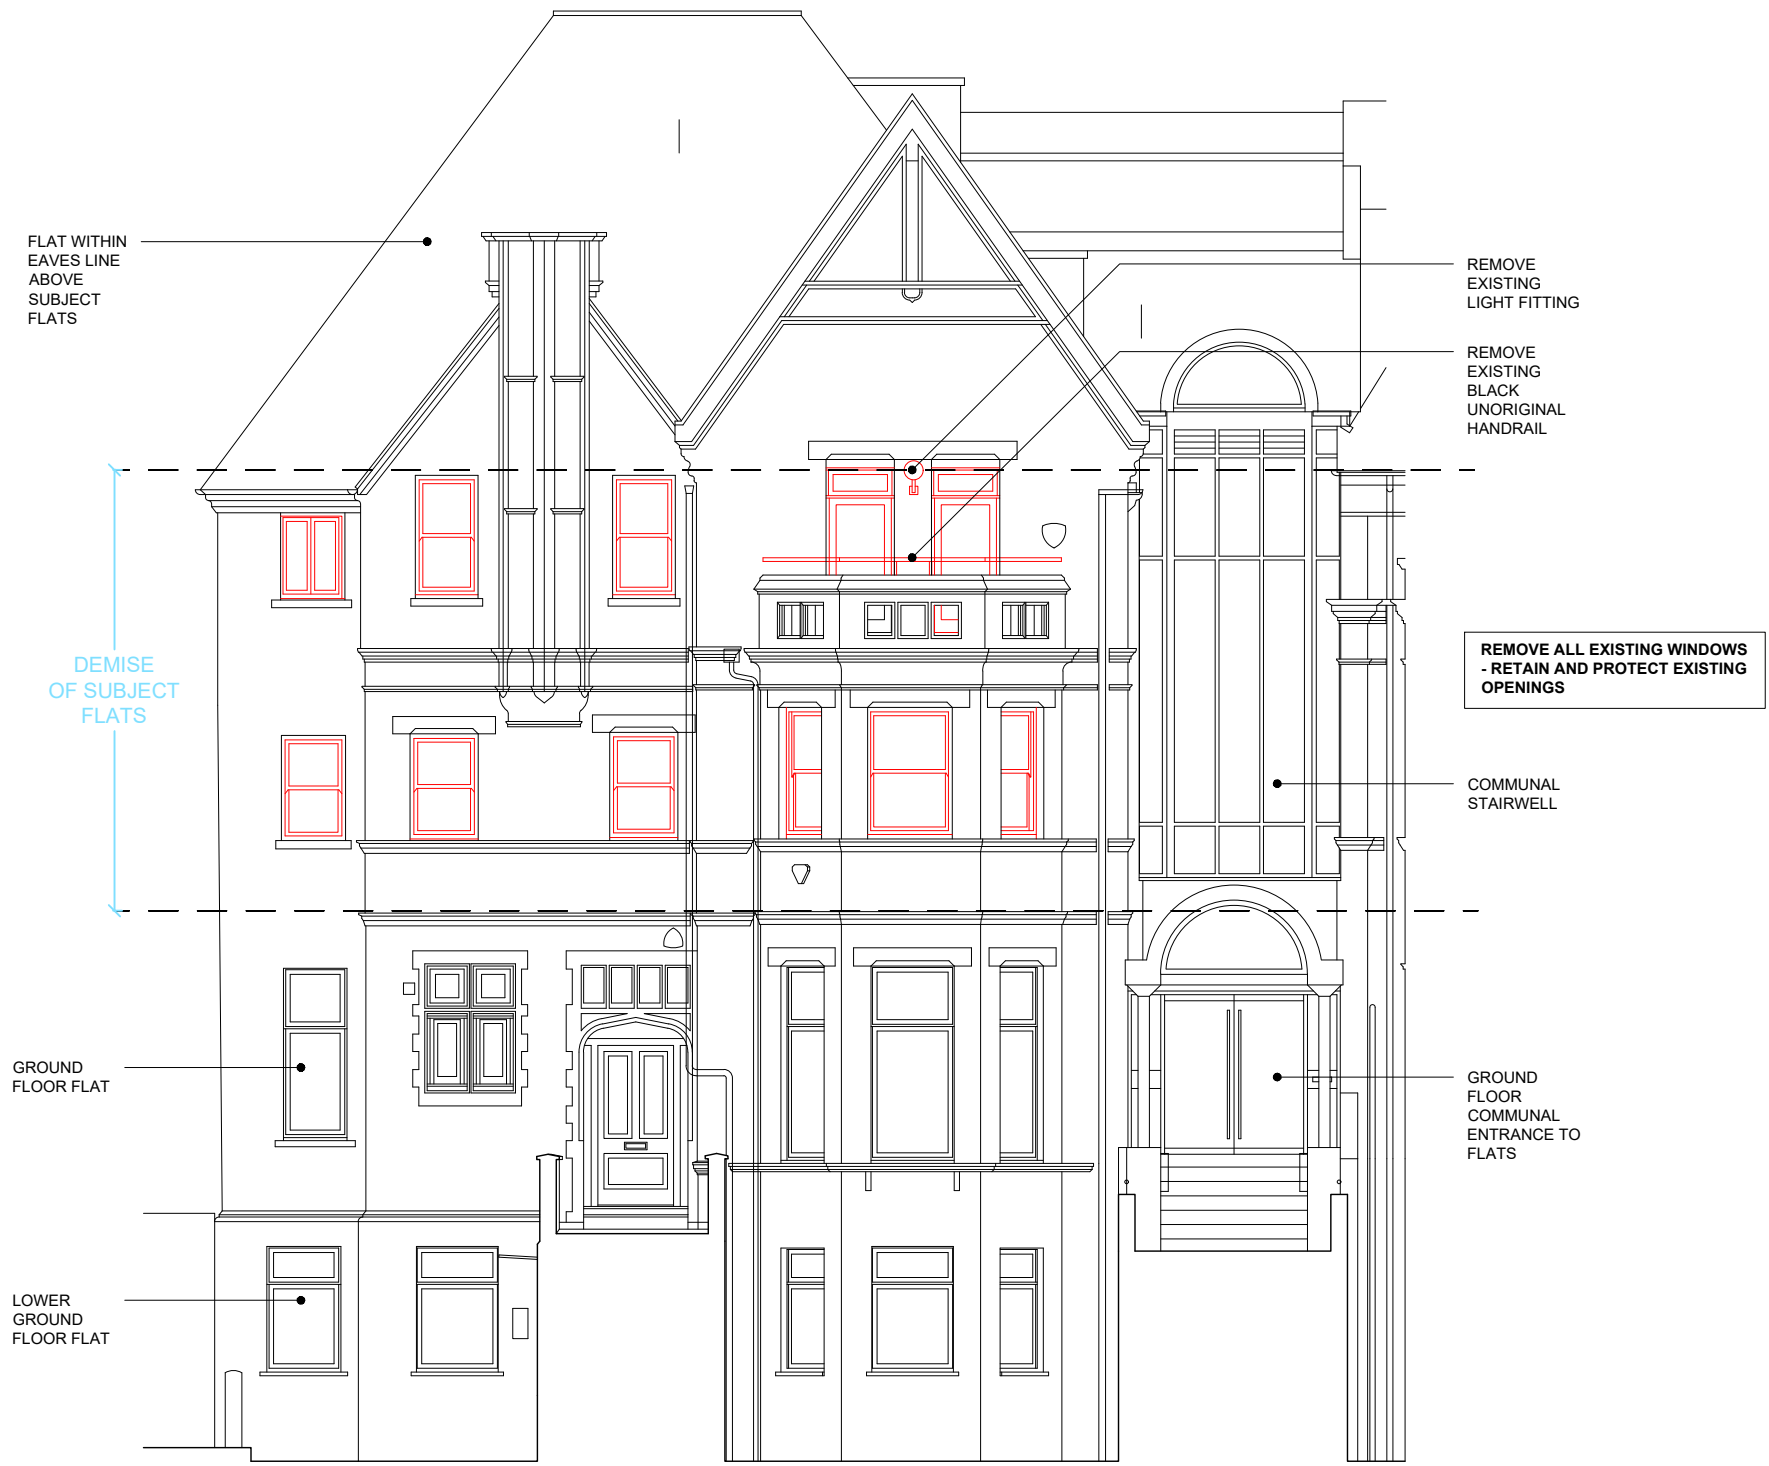 FLAT WITHIN
EAVES LINE
ABOVE
SUBJECT
FLATS
REMOVE
EXISTING
LIGHT FITTING
REMOVE
EXISTING
BLACK
UNORIGINAL
HANDRAIL
DEMISE
OF SUBJECT
FLATS
REMOVE ALL EXISTING WINDOWS
- RETAIN AND PROTECT EXISTING
OPENINGS
COMMUNAL
STAIRWELL
GROUND
FLOOR FLAT
GROUND
FLOOR
COMMUNAL
ENTRANCE TO
FLATS
LOWER
GROUND
FLOOR FLAT